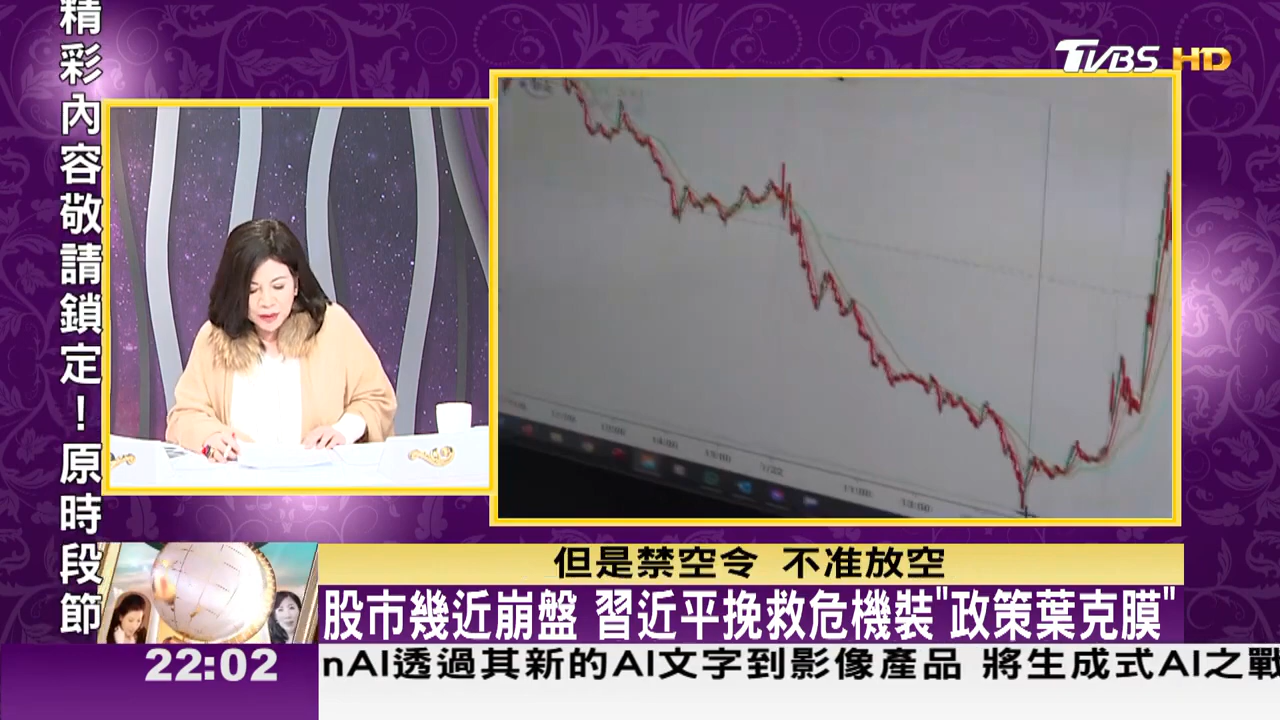 精彩內容敬請鎖定！原時段節
TVBS HD
7/22
但是禁空令 不准放空
股市幾近崩盤 習近平挽救危機裝"政策葉克膜"
22:02
nAI透過其新的AI文字到影像產品 將生成式AI之戰